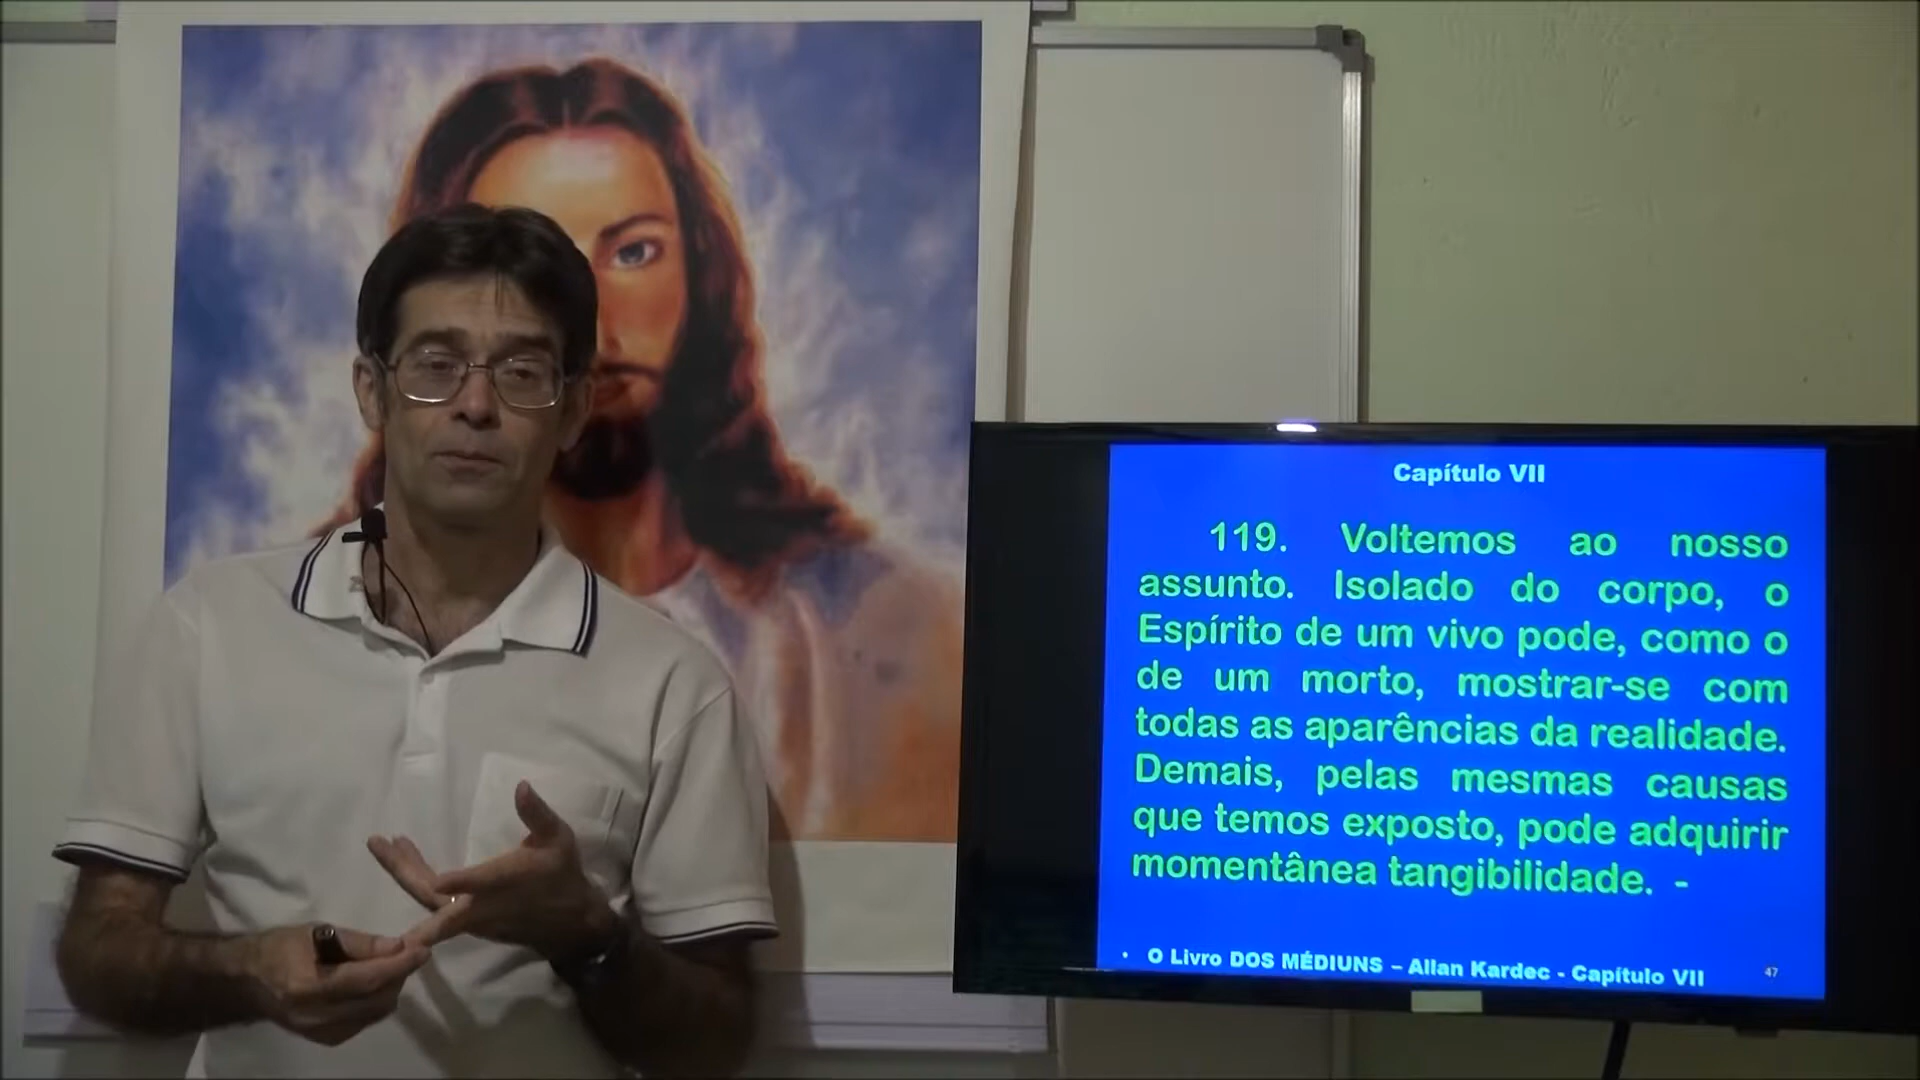 Capítulo VII
119. Voltemos ao nosso
assunto. Isolado do corpo, o
Espírito de um vivo pode, como o
de um morto, mostrar-se com
todas as aparências da realidade.
Demais, pelas mesmas causas
que temos exposto, pode adquirir
momentânea tangibilidade. -
• O Livro DOS MÉDIUNS – Allan Kardec - Capítulo VII
47